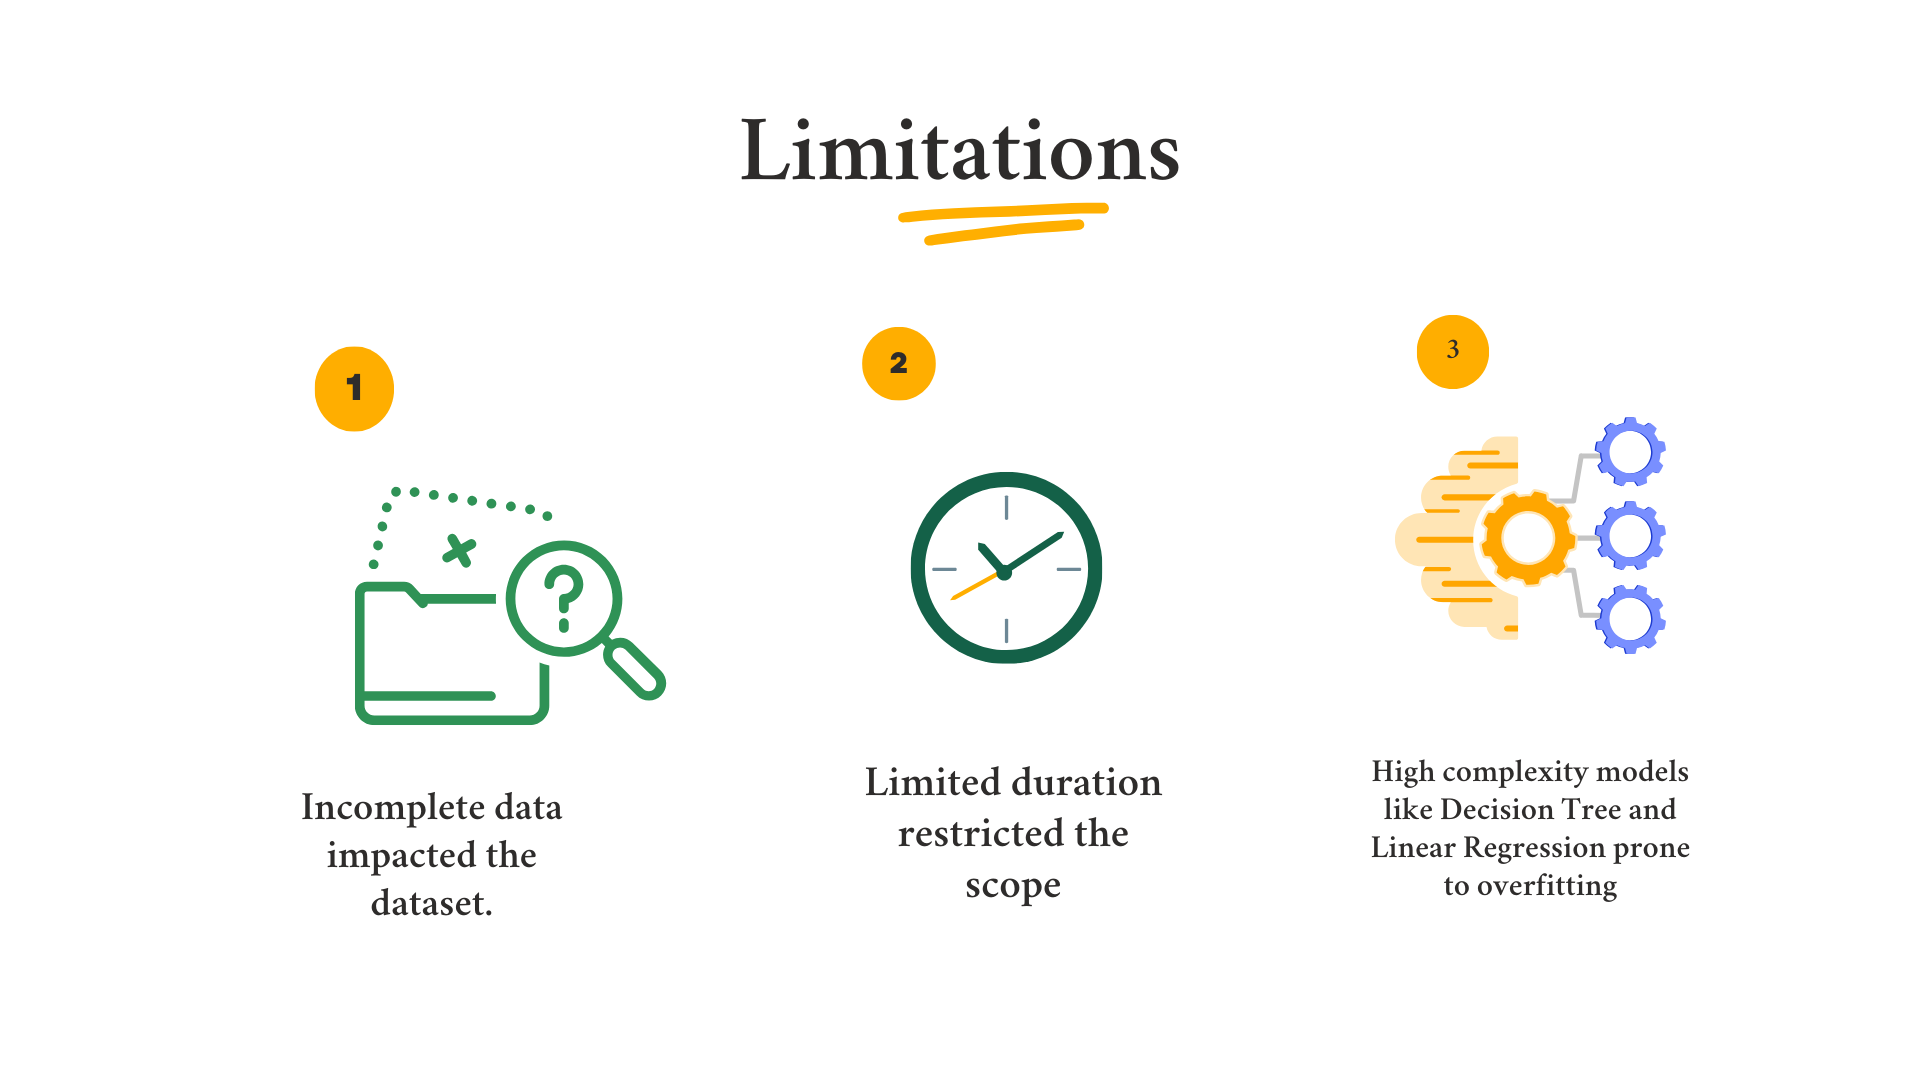 Limitations
1
Incomplete data
impacted the
dataset.
2
Limited duration
restricted the
scope
3
High complexity models
like Decision Tree and
Linear Regression prone
to overfitting